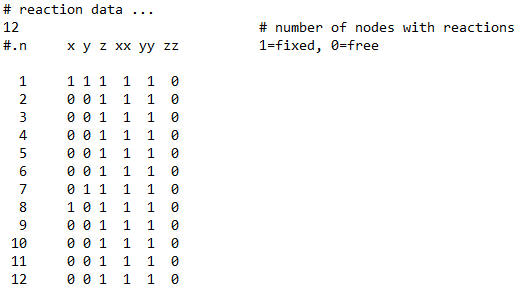 # reaction data ...
12 # number of nodes with reactions
#.n x y z xx yy zz 1=fixed, 0=free
1 1 1 1 1 1 0
2 0 0 1 1 1 0
3 0 0 1 1 1 0
4 0 0 1 1 1 0
5 0 0 1 1 1 0
6 0 0 1 1 1 0
7 0 1 1 1 1 0
8 1 0 1 1 1 0
9 0 0 1 1 1 0
10 0 0 1 1 1 0
11 0 0 1 1 1 0
12 0 0 1 1 1 0